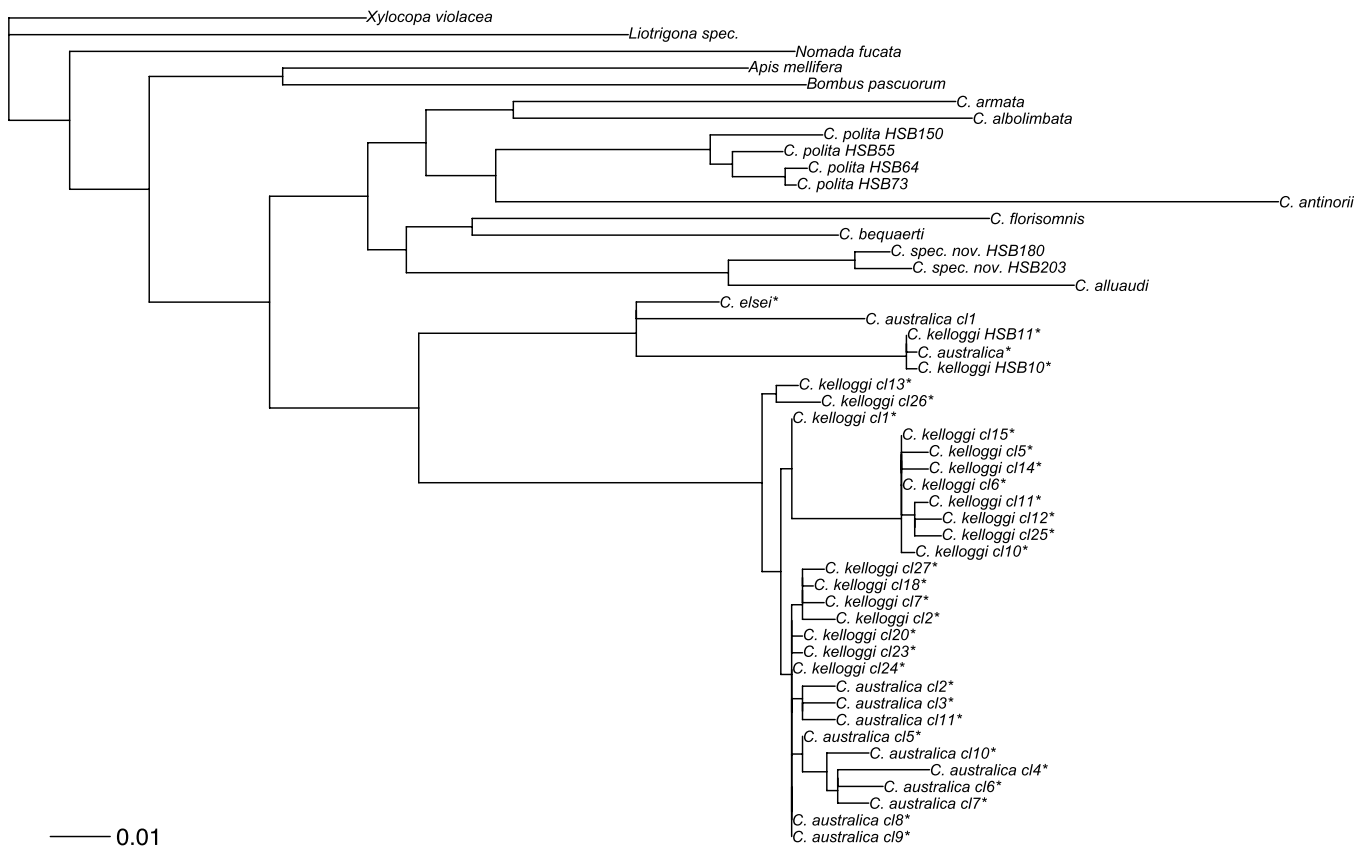 Xylocopa violacea
Liotrigona spec.
Nomada fucata
Apis mellifera
Bombus pascuorum
C. armata
C. albolimbata
C. polita HSB150
C. polita HSB55
C. polita HSB64
C. polita HSB73
C. antinorii
C. florisomnis
C. bequaerti
C. spec. nov. HSB180
C. spec. nov. HSB203
C. alluaudi
C. elsei*
C. australica cl1
C. kelloggi HSB11*
C. australica*
C. kelloggi HSB10*
C. kelloggi cl13*
C. kelloggi cl26*
C. kelloggi cl1*
C. kelloggi cl15*
C. kelloggi cl5*
C. kelloggi cl14*
C. kelloggi cl6*
C. kelloggi cl11*
C. kelloggi cl12*
C. kelloggi cl25*
C. kelloggi cl10*
C. kelloggi cl27*
C. kelloggi cl18*
C. kelloggi cl7*
C. kelloggi cl2*
C. kelloggi cl20*
C. kelloggi cl23*
C. kelloggi cl24*
C. australica cl2*
C. australica cl3*
C. australica cl11*
C. australica cl5*
C. australica cl10*
C. australica cl4*
C. australica cl6*
C. australica cl7*
C. australica cl8*
C. australica cl9*
0.01